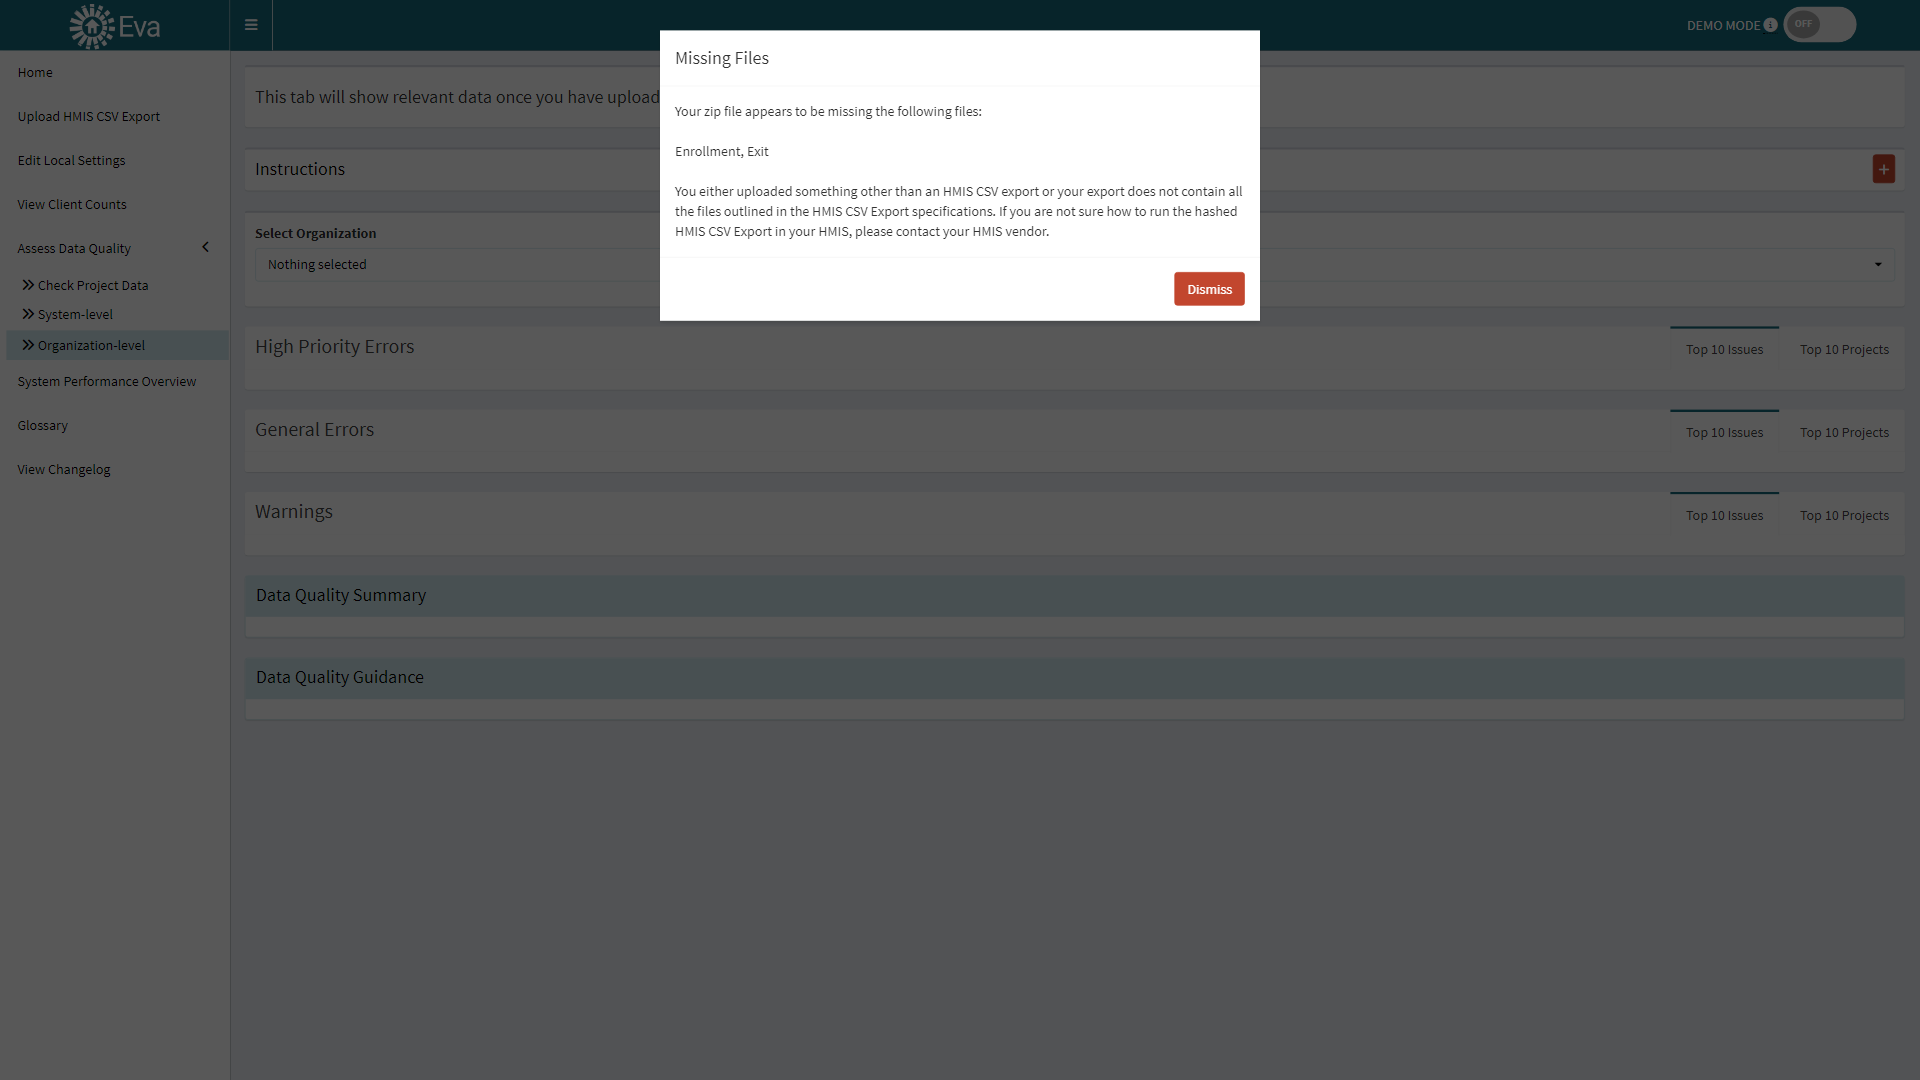 Eva
DEMO MODE
OFF
Home
Upload HMIS CSV Export
Edit Local Settings
View Client Counts
Assess Data Quality
Check Project Data
System-level
Organization-level
System Performance Overview
Glossary
View Changelog
This tab will show relevant data once you have upload
Instructions
Select Organization
Nothing selected
Missing Files
Your zip file appears to be missing the following files:
Enrollment, Exit
You either uploaded something other than an HMIS CSV export or your export does not contain all
the files outlined in the HMIS CSV Export specifications. If you are not sure how to run the hashed
HMIS CSV Export in your HMIS, please contact your HMIS vendor.
Dismiss
High Priority Errors
Top 10 Issues
Top 10 Projects
General Errors
Top 10 Issues
Top 10 Projects
Warnings
Top 10 Issues
Top 10 Projects
Data Quality Summary
Data Quality Guidance